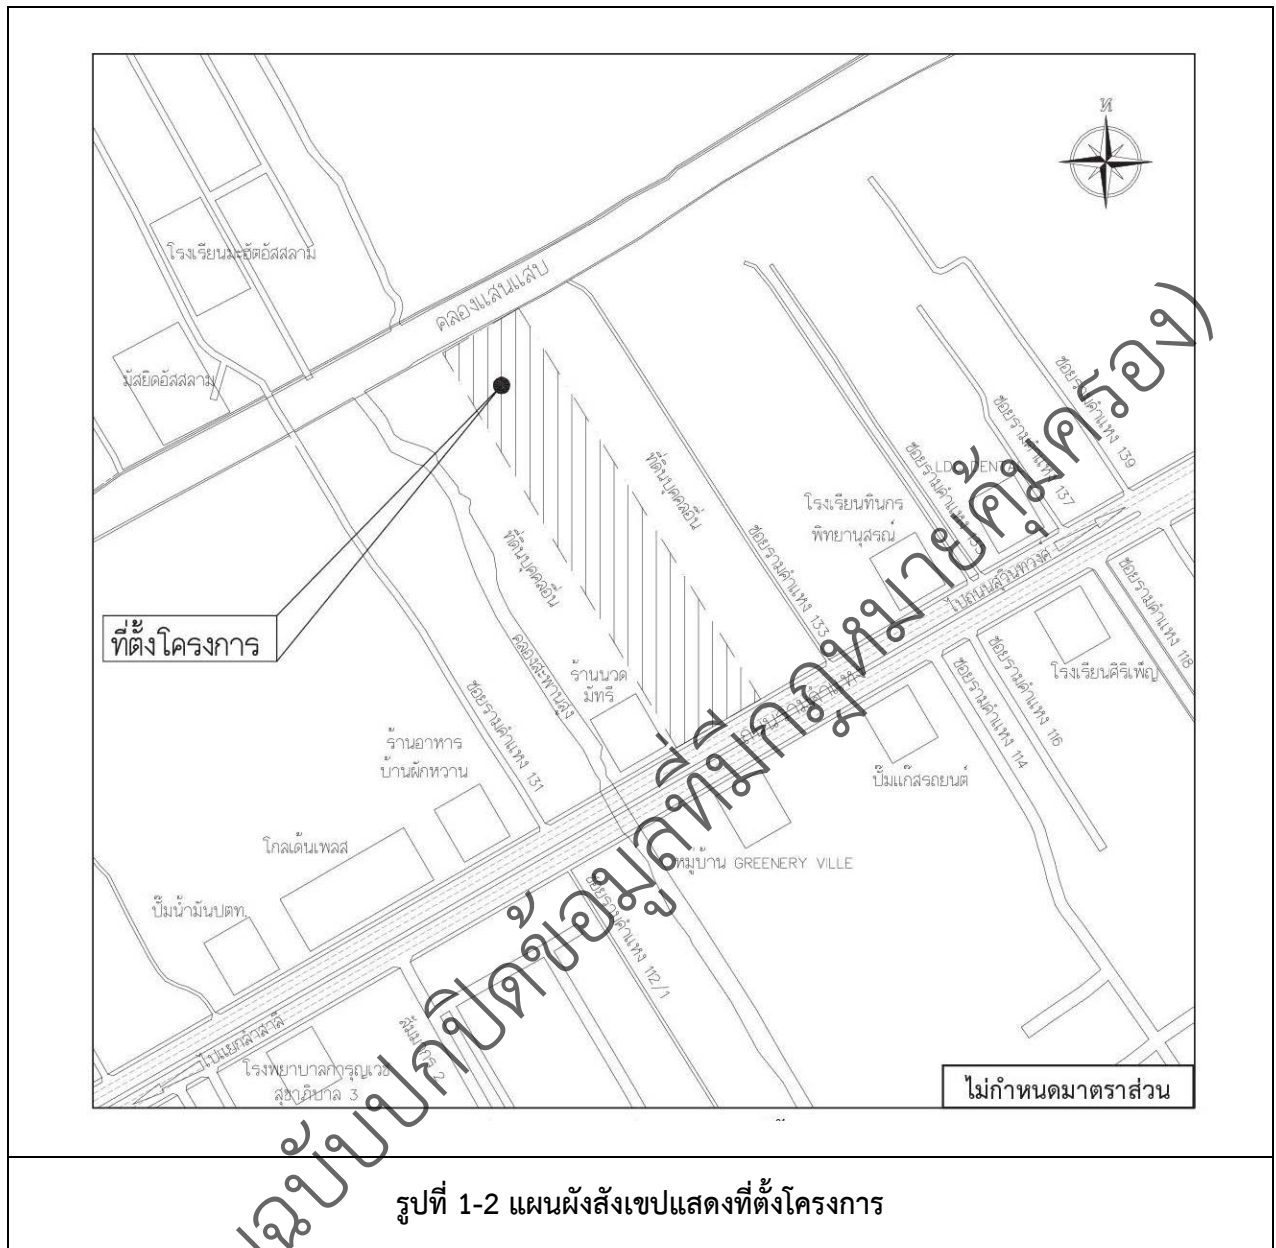 ท
โรงเรียนมะฮัดอัสสลาม
คลองแสนแสบ
มัสยิดอัสสลาม
ซอยรามคำแหง 139
ซอยรามคำแหง 137
ที่ดินบุคคลอื่น
โรงเรียนทินกร
พิทยานุสรณ์
ซอยรามคำแหง 133
ที่ดินบุคคลอื่น
ไปถนนสุวินทวงศ์
ซอยรามคำแหง 118
ที่ตั้งโครงการ
คลองสะพานสูง
ร้านนวด
มัทรี
โรงเรียนศิริเพ็ญ
ซอยรามคำแหง 116
ซอยรามคำแหง 114
ซอยรามคำแหง 131
ร้านอาหาร
บ้านผักหวาน
ปั๊มแก๊สรถยนต์
โกลเด้นเพลส
หมู่บ้าน GREENERY VILLE
ซอยรามคำแหง 112/1
ปั๊มน้ำมันปตท.
ไปแยกลำสาลี
โรงพยาบาลการุญเวช
สุขาภิบาล 3
ไม่กำหนดมาตราส่วน
ฉบับปกปิดข้อมูลที่มีกฎหมายคุ้มครอง)
รูปที่ 1-2 แผนผังสังเขปแสดงที่ตั้งโครงการ